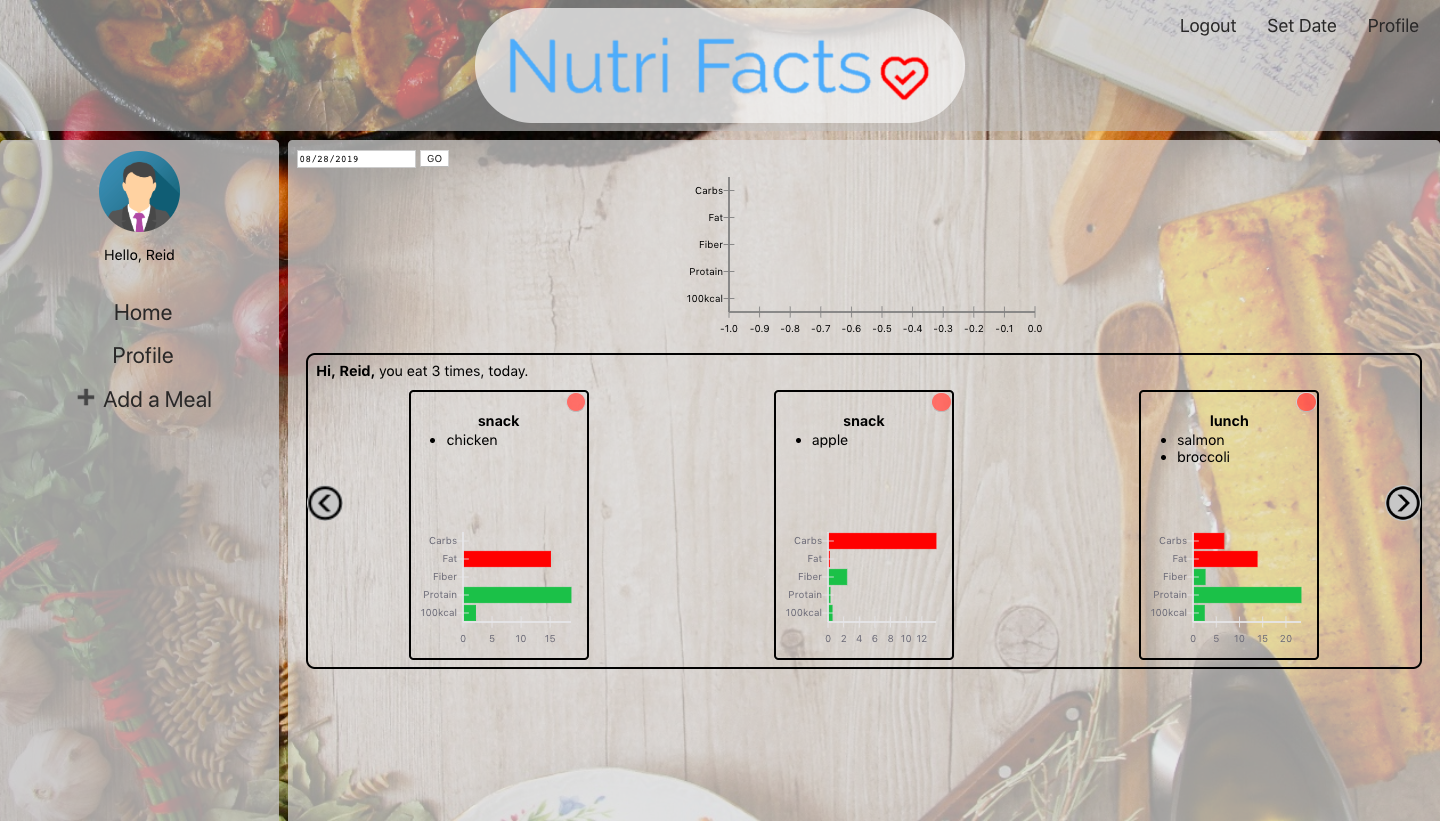 Nutri Facts
Logout Set Date Profile
08/28/2019 GO
Hello, Reid
Home
Profile
+ Add a Meal
Carbs
Fat
Fiber
Protain
100kcal
-1.0 -0.9 -0.8 -0.7 -0.6 -0.5 -0.4 -0.3 -0.2 -0.1 0.0
Hi, Reid, you eat 3 times, today.
snack
• chicken
Carbs
Fat
Fiber
Protain
100kcal
0 5 10 15
snack
• apple
Carbs
Fat
Fiber
Protain
100kcal
0 2 4 6 8 10 12
lunch
• salmon
• broccoli
Carbs
Fat
Fiber
Protain
100kcal
0 5 10 15 20